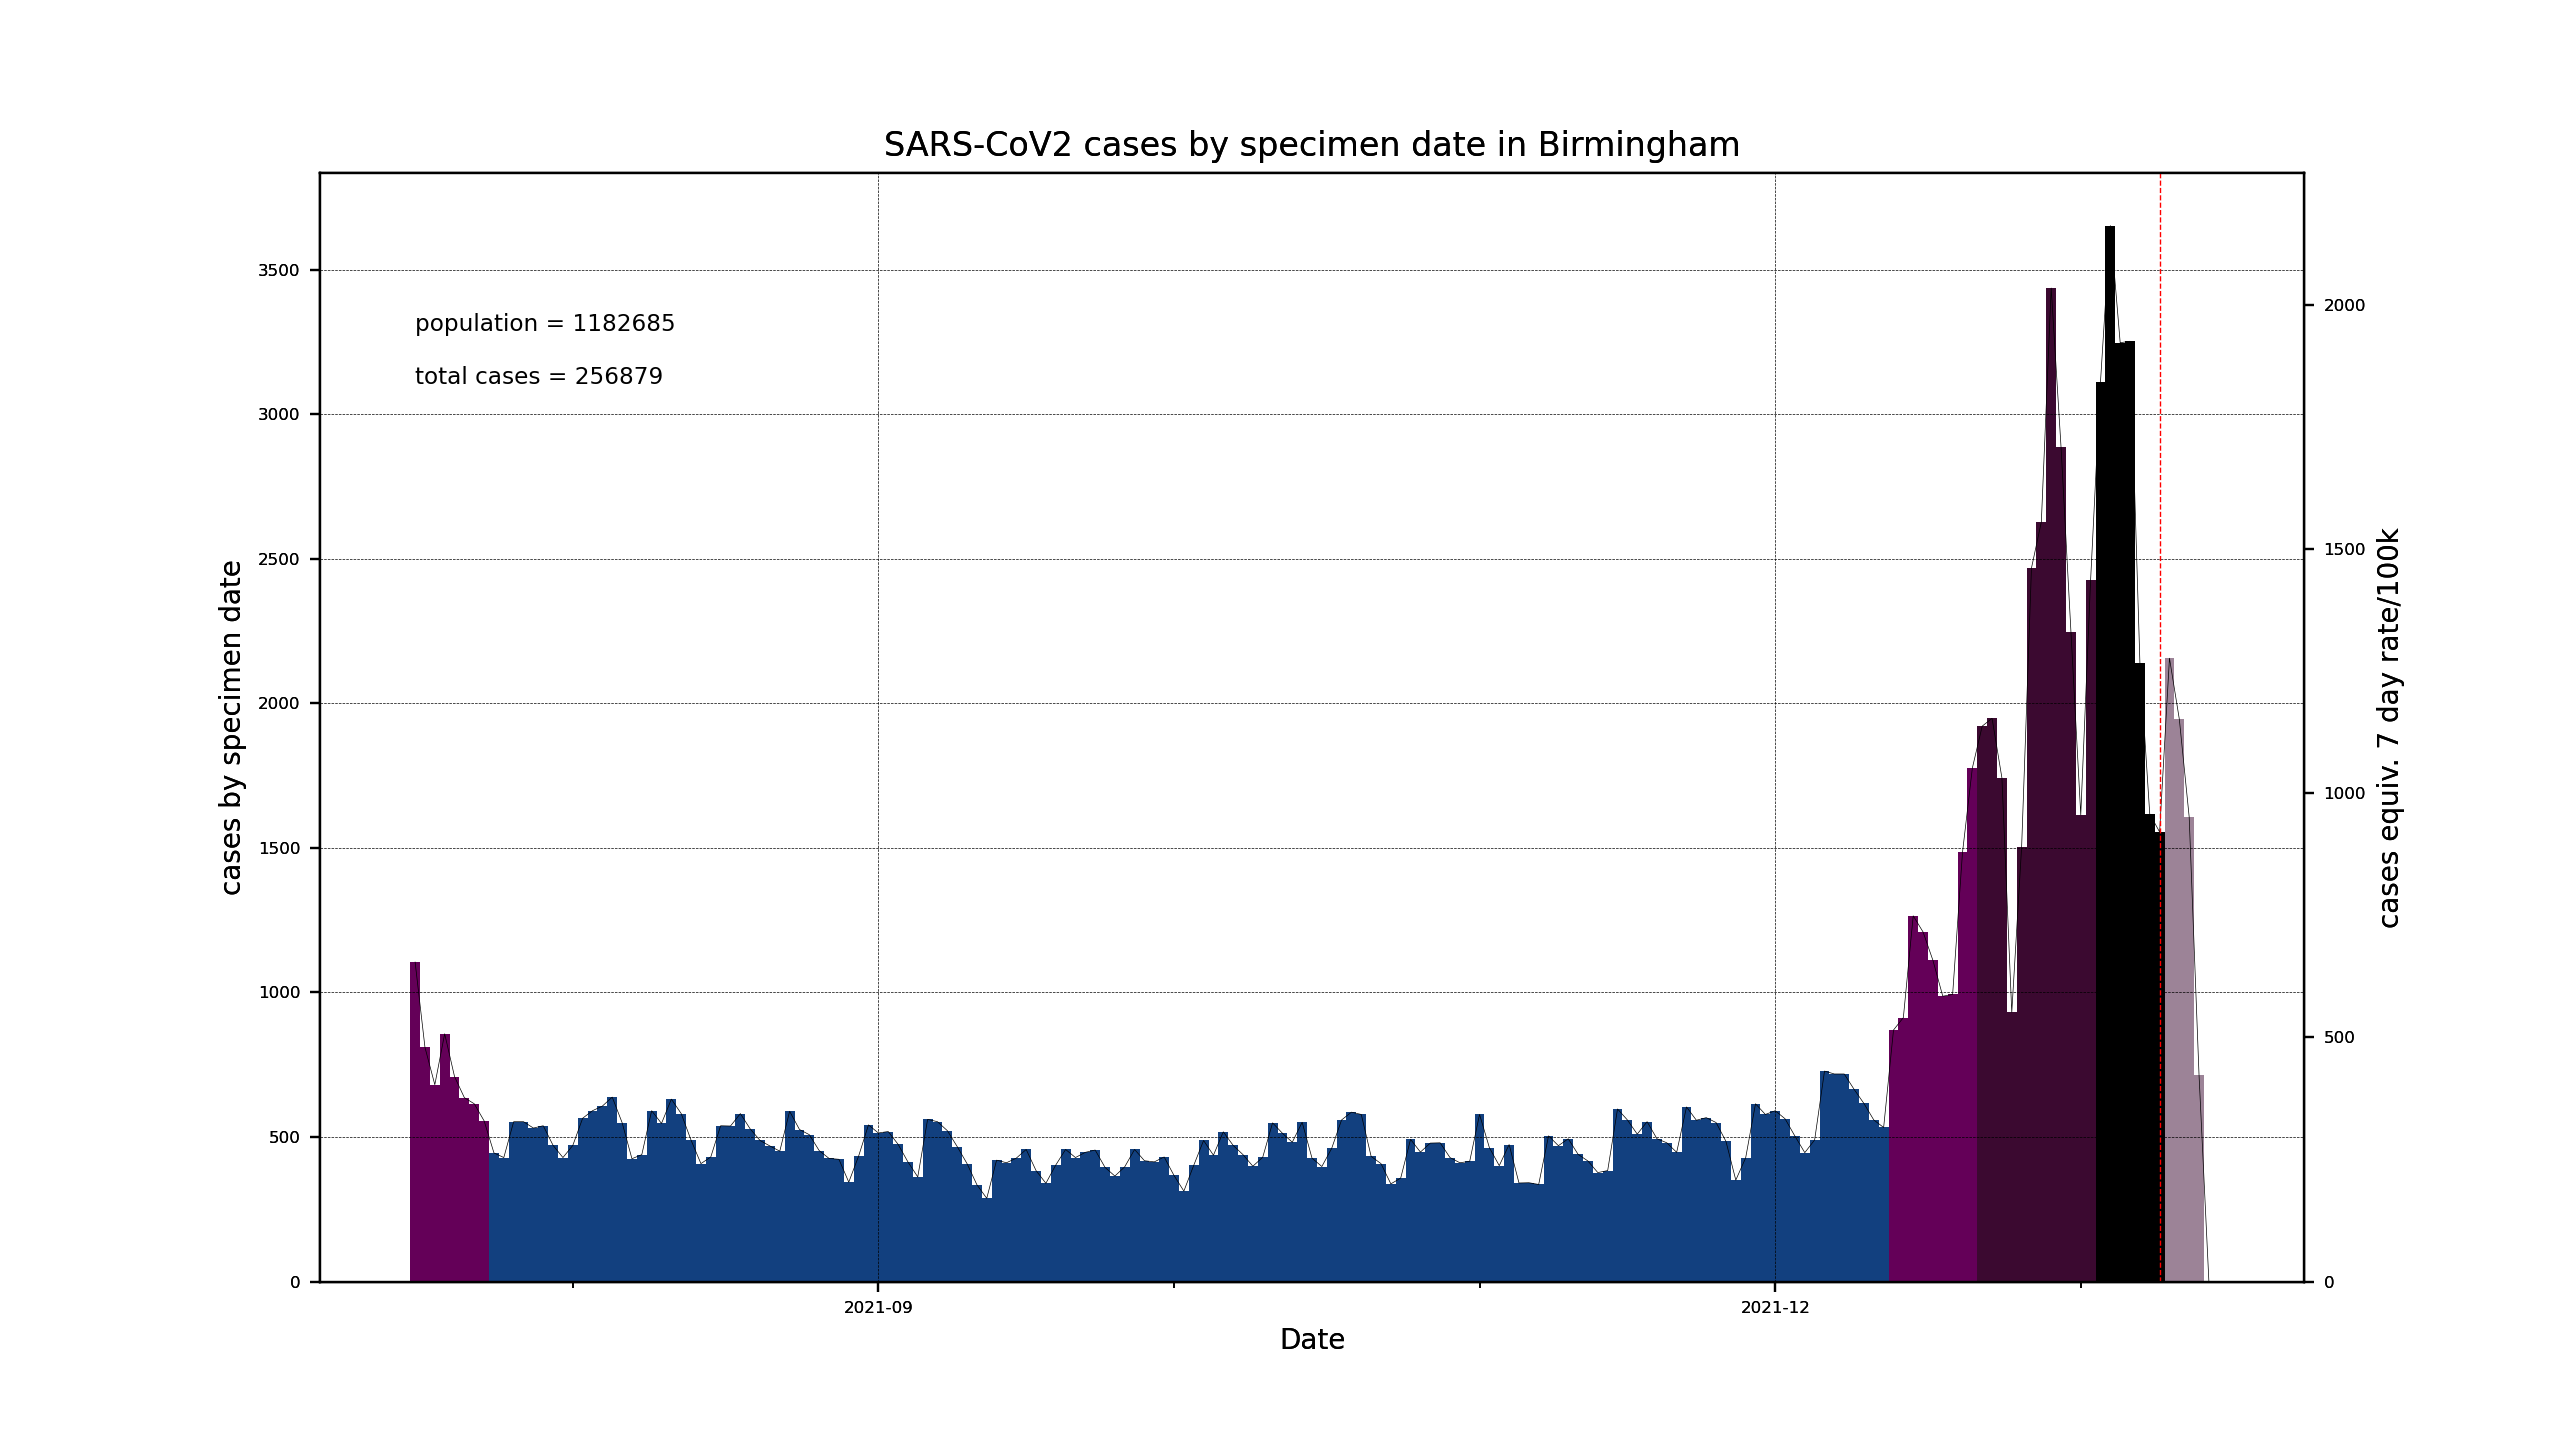 SARS-CoV2 cases by specimen date in Birmingham
population = 1182685
total cases = 256879
cases by specimen date
3500
3000
2500
2000
1500
1000
500
0
2021-09
2021-12
Date
2000
1500
1000
500
0
cases equiv. 7 day rate/100k